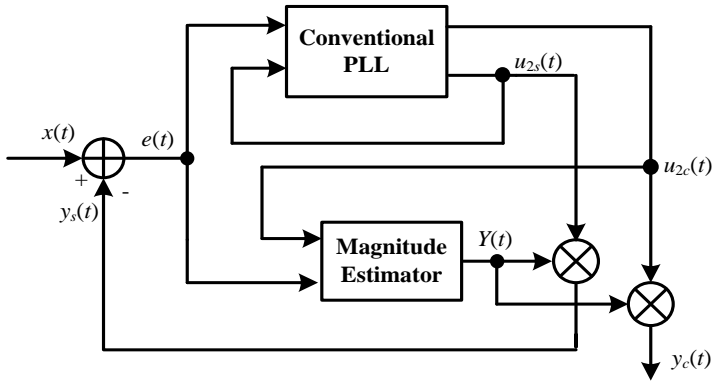 Conventional
PLL
u2s(t)
x(t)
e(t)
+
-
ys(t)
u2c(t)
Magnitude
Estimator
Y(t)
yc(t)